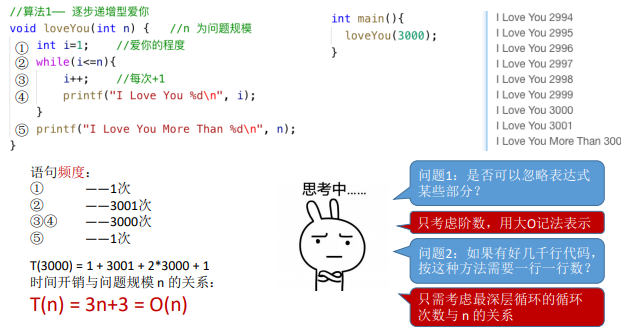 //算法1—— 逐步递增型爱你
void loveYou(int n) {   //n 为问题规模
① int i=1;   //爱你的程度
② while(i<=n){
③ i++;   //每次+1
④ printf("I Love You %d\n", i);
}
⑤ printf("I Love You More Than %d\n", n);
}
int main(){
loveYou(3000);
}
I Love You 2994
I Love You 2995
I Love You 2996
I Love You 2997
I Love You 2998
I Love You 2999
I Love You 3000
I Love You 3001
I Love You More Than 300
语句频度：
① ——1次
② ——3001次
③④ ——3000次
⑤ ——1次
T(3000) = 1 + 3001 + 2*3000 + 1
时间开销与问题规模 n 的关系：
T(n) = 3n+3 = O(n)
思考中……
问题1：是否可以忽略表达式
某些部分？
只考虑阶数，用大O记法表示
问题2：如果有好几千行代码，
按这种方法需要一行一行数？
只需考虑最深层循环的循环
次数与 n 的关系